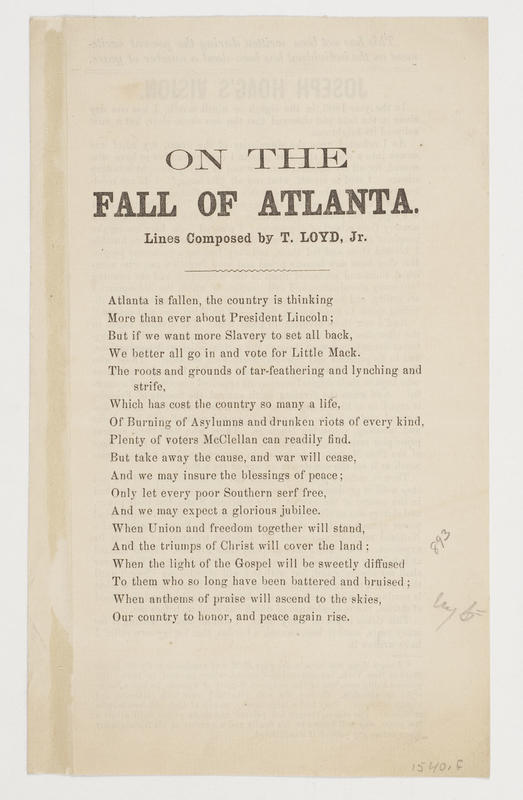 ON THE
FALL OF ATLANTA.
Lines Composed by T. LOYD, Jr.
Atlanta is fallen, the country is thinking
More than ever about President Lincoln;
But if we want more Slavery to set all back,
We better all go in and vote for Little Mack.
The roots and grounds of tar-feathering and lynching and
strife,
Which has cost the country so many a life,
Of Burning of Asylumns and drunken riots of every kind,
Plenty of voters McClellan can readily find.
But take away the cause, and war will cease,
And we may insure the blessings of peace;
Only let every poor Southern serf free,
And we may expect a glorious jubilee.
When Union and freedom together will stand,
And the triumps of Christ will cover the land;
When the light of the Gospel will be sweetly diffused
To them who so long have been battered and bruised;
When anthems of praise will ascend to the skies,
Our country to honor, and peace again rise.
893
1540.F